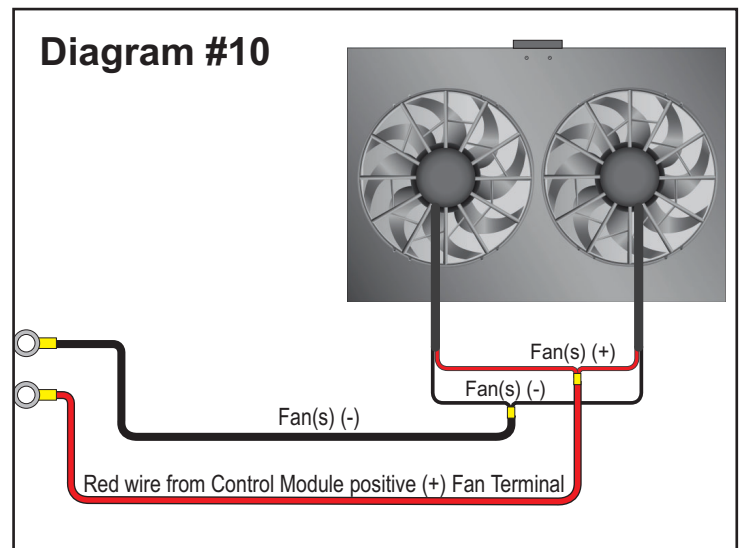 Diagram #10
Fan(s) (+)
Fan(s) (-)
Fan(s) (-)
Red wire from Control Module positive (+) Fan Terminal